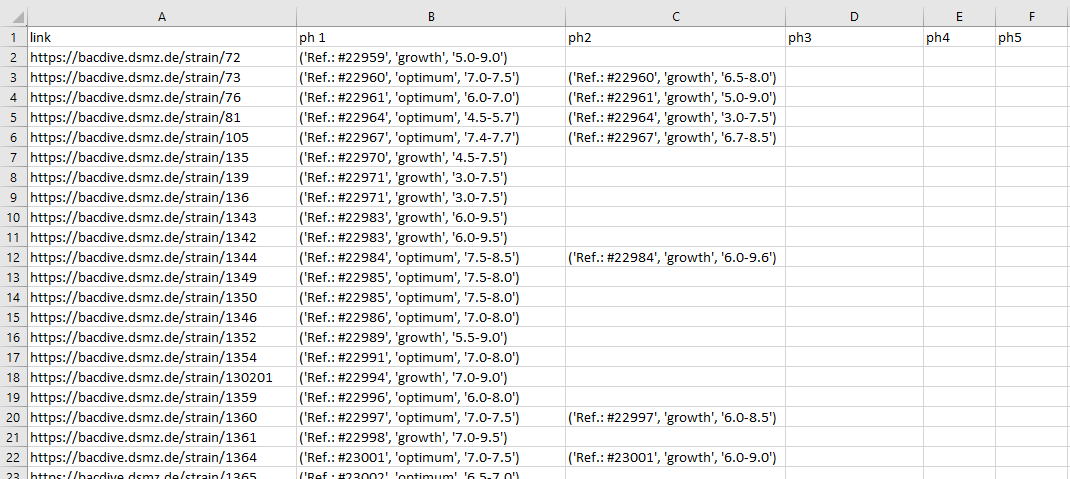 A B C D E F
1 link ph 1 ph2 ph3 ph4 ph5
2 https://bacdive.dsmz.de/strain/72 ('Ref.: #22959', 'growth', '5.0-9.0')
3 https://bacdive.dsmz.de/strain/73 ('Ref.: #22960', 'optimum', '7.0-7.5') ('Ref.: #22960', 'growth', '6.5-8.0')
4 https://bacdive.dsmz.de/strain/76 ('Ref.: #22961', 'optimum', '6.0-7.0') ('Ref.: #22961', 'growth', '5.0-9.0')
5 https://bacdive.dsmz.de/strain/81 ('Ref.: #22964', 'optimum', '4.5-5.7') ('Ref.: #22964', 'growth', '3.0-7.5')
6 https://bacdive.dsmz.de/strain/105 ('Ref.: #22967', 'optimum', '7.4-7.7') ('Ref.: #22967', 'growth', '6.7-8.5')
7 https://bacdive.dsmz.de/strain/135 ('Ref.: #22970', 'growth', '4.5-7.5')
8 https://bacdive.dsmz.de/strain/139 ('Ref.: #22971', 'growth', '3.0-7.5')
9 https://bacdive.dsmz.de/strain/136 ('Ref.: #22971', 'growth', '3.0-7.5')
10 https://bacdive.dsmz.de/strain/1343 ('Ref.: #22983', 'growth', '6.0-9.5')
11 https://bacdive.dsmz.de/strain/1342 ('Ref.: #22983', 'growth', '6.0-9.5')
12 https://bacdive.dsmz.de/strain/1344 ('Ref.: #22984', 'optimum', '7.5-8.5') ('Ref.: #22984', 'growth', '6.0-9.6')
13 https://bacdive.dsmz.de/strain/1349 ('Ref.: #22985', 'optimum', '7.5-8.0')
14 https://bacdive.dsmz.de/strain/1350 ('Ref.: #22985', 'optimum', '7.5-8.0')
15 https://bacdive.dsmz.de/strain/1346 ('Ref.: #22986', 'optimum', '7.0-8.0')
16 https://bacdive.dsmz.de/strain/1352 ('Ref.: #22989', 'growth', '5.5-9.0')
17 https://bacdive.dsmz.de/strain/1354 ('Ref.: #22991', 'optimum', '7.0-8.0')
18 https://bacdive.dsmz.de/strain/130201 ('Ref.: #22994', 'growth', '7.0-9.0')
19 https://bacdive.dsmz.de/strain/1359 ('Ref.: #22996', 'optimum', '6.0-8.0')
20 https://bacdive.dsmz.de/strain/1360 ('Ref.: #22997', 'optimum', '7.0-7.5') ('Ref.: #22997', 'growth', '6.0-8.5')
21 https://bacdive.dsmz.de/strain/1361 ('Ref.: #22998', 'growth', '7.0-9.5')
22 https://bacdive.dsmz.de/strain/1364 ('Ref.: #23001', 'optimum', '7.0-7.5') ('Ref.: #23001', 'growth', '6.0-9.0')
23 https://bacdive.dsmz.de/strain/1365 ('Ref.: #23002', 'optimum', '6.5-7.0')